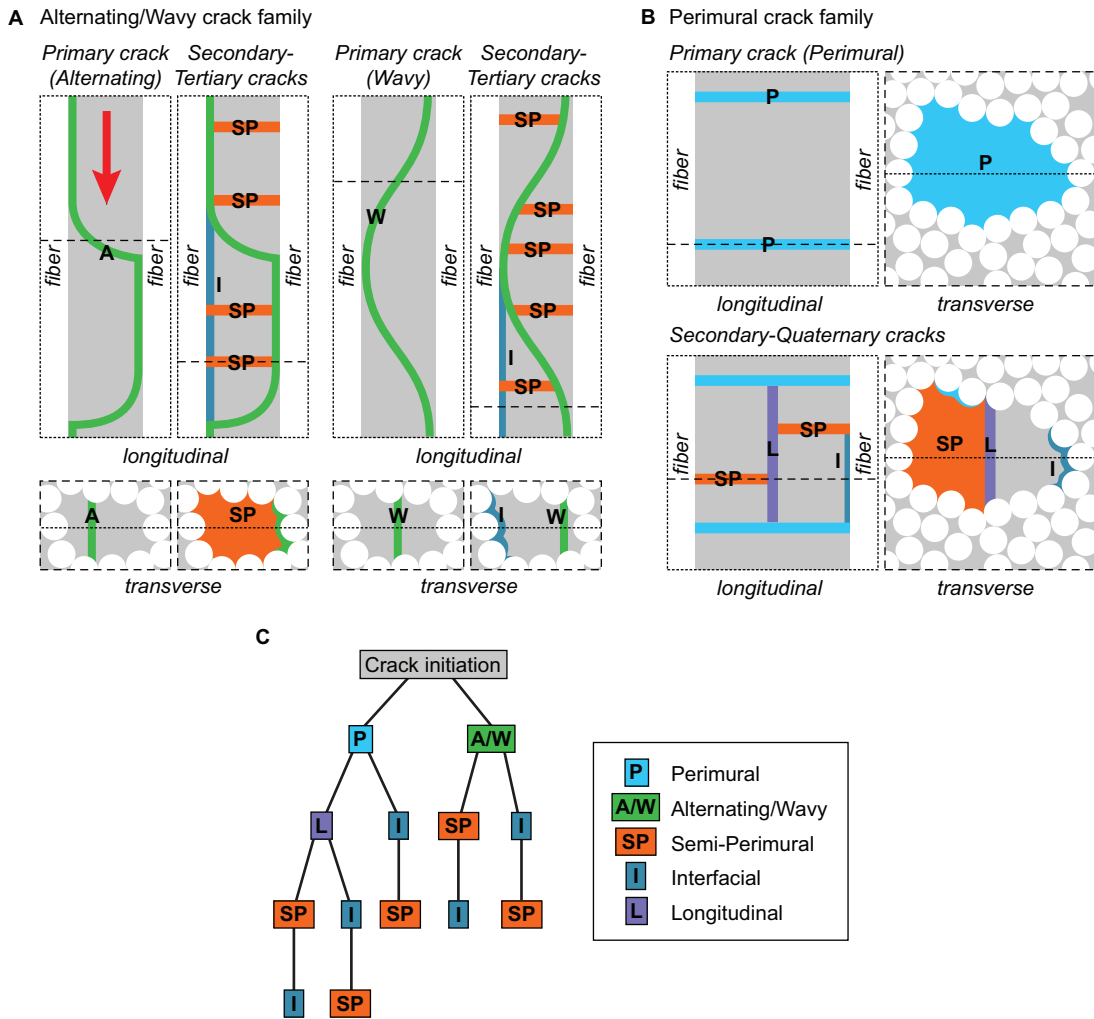 A Alternating/Wavy crack family
Primary crack
(Alternating)
Secondary-
Tertiary cracks
Primary crack
(Wavy)
Secondary-
Tertiary cracks
A
fiber
fiber
SP
SP
I
SP
SP
W
fiber
fiber
SP
SP
SP
SP
I
SP
longitudinal
longitudinal
A
SP
W
I
W
transverse
transverse
B Perimural crack family
Primary crack (Perimural)
P
fiber
fiber
P
P
longitudinal
transverse
Secondary-Quaternary cracks
fiber
L
SP
SP
I
fiber
SP
L
I
longitudinal
transverse
C
Crack initiation
P
A/W
L
I
SP
I
SP
I
SP
I
SP
I
SP
P Perimural
A/W Alternating/Wavy
SP Semi-Perimural
I Interfacial
L Longitudinal